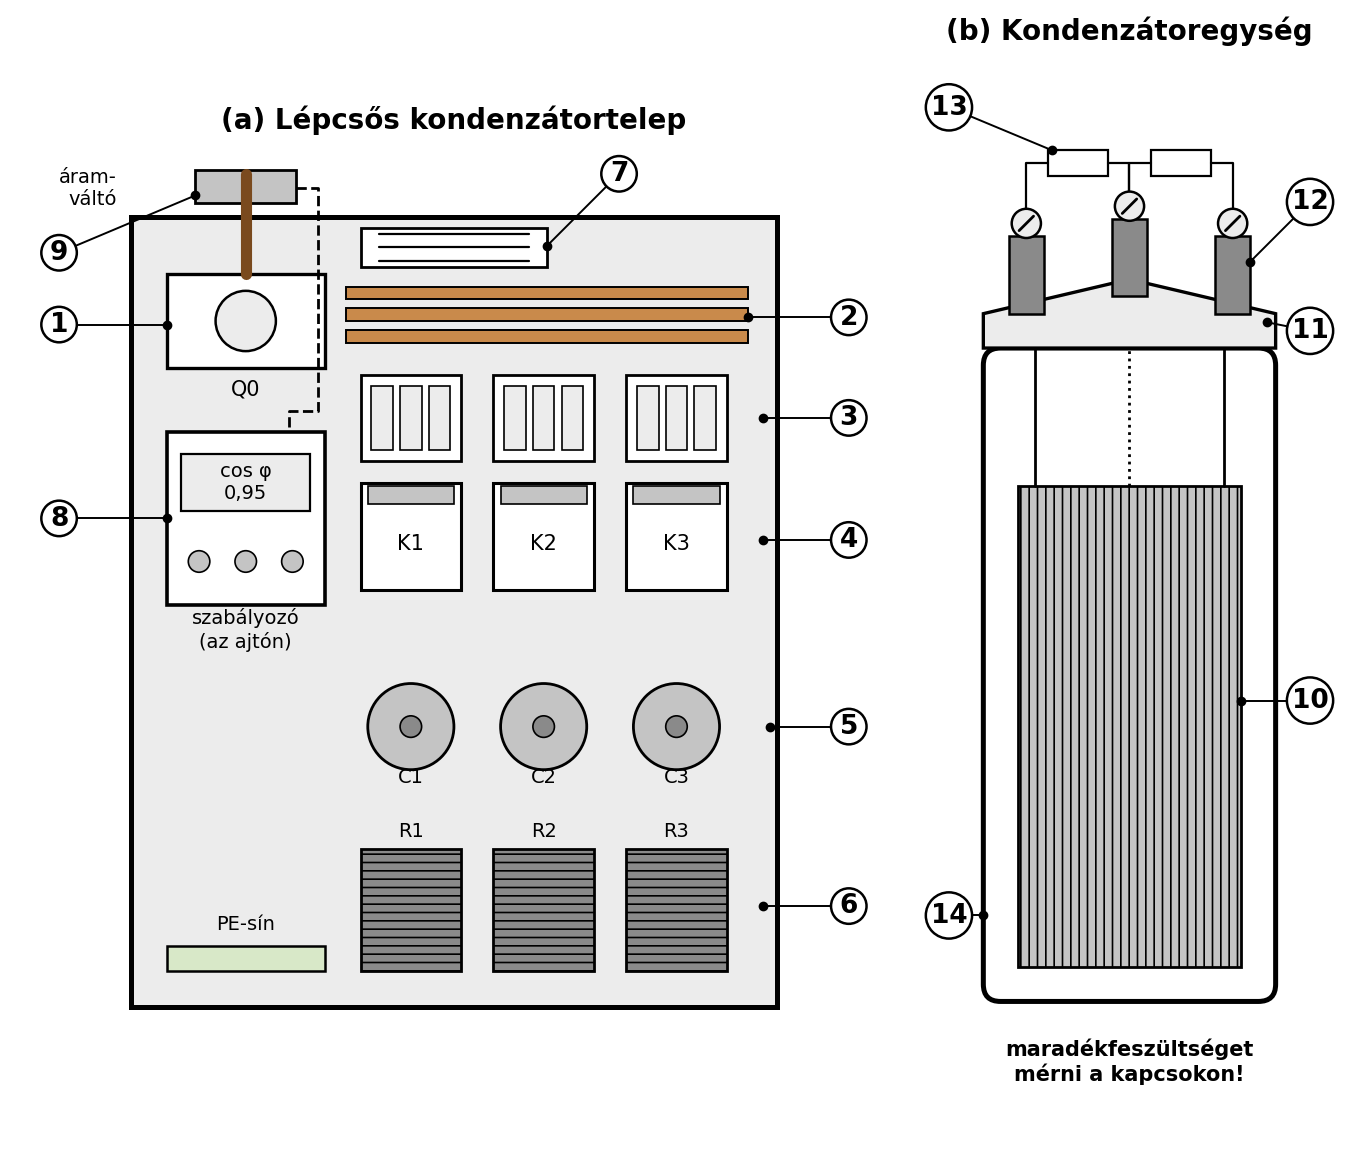 (b) Kondenzátoregység
(a) Lépcsős kondenzátortelep
áram-
váltó
9
1
Q0
8
cos φ
0,95
szabályozó
(az ajtón)
PE-sín
7
2
3
K1 K2 K3
4
C1 C2 C3
5
R1 R2 R3
6
13
12
11
10
14
maradékfeszültséget
mérni a kapcsokon!